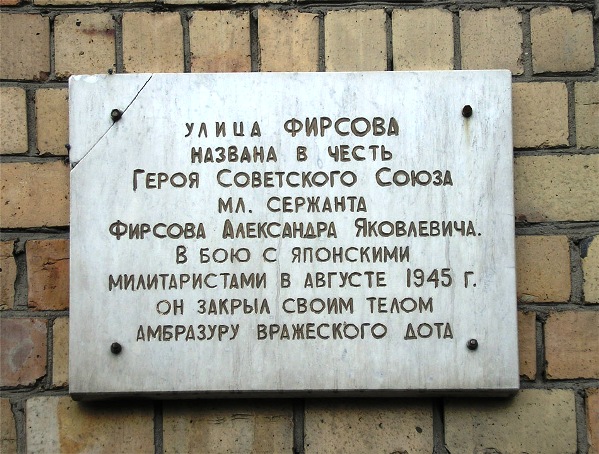 УЛИЦА ФИРСОВА
НАЗВАНА В ЧЕСТЬ
ГЕРОЯ СОВЕТСКОГО СОЮЗА
МЛ. СЕРЖАНТА
ФИРСОВА АЛЕКСАНДРА ЯКОВЛЕВИЧА.
В БОЮ С ЯПОНСКИМИ
МИЛИТАРИСТАМИ В АВГУСТЕ 1945 Г.
ОН ЗАКРЫЛ СВОИМ ТЕЛОМ
АМБРАЗУРУ ВРАЖЕСКОГО ДОТА